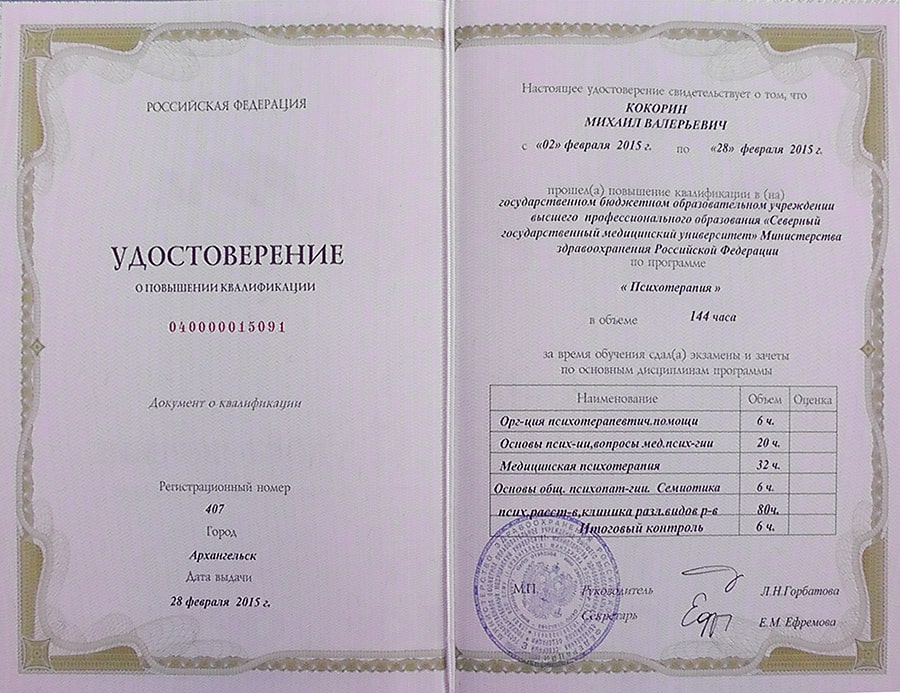 РОССИЙСКАЯ ФЕДЕРАЦИЯ
УДОСТОВЕРЕНИЕ
О ПОВЫШЕНИИ КВАЛИФИКАЦИИ
040000015091
Документ о квалификации
Регистрационный номер
407
Город
Архангельск
Дата выдачи
28 февраля 2015 г.
Настоящее удостоверение свидетельствует о том, что
КОКОРИН
МИХАИЛ ВАЛЕРЬЕВИЧ
с «02» февраля 2015 г. по «28» февраля 2015 г.
прошел(а) повышение квалификации в (на)
государственном бюджетном образовательном учреждении
высшего профессионального образования «Северный
государственный медицинский университет» Министерства
здравоохранения Российской Федерации
по программе
« Психотерапия »
в объеме 144 часа
за время обучения сдал(а) экзамены и зачеты
по основным дисциплинам программы
Наименование Объем Оценка
Орг-ция психотерапевтич.помощи 6 ч.
Основы псих-ии,вопросы мед.псих-гии 20 ч.
Медицинская психотерапия 32 ч.
Основы общ. психопат-гии. Семиотика 6 ч.
псих.расст-в,клиника разл.видов р-в 80ч.
Итоговый контроль 6 ч.
М.П. Руководитель Л.Н.Горбатова
Секретарь Е.М. Ефремова